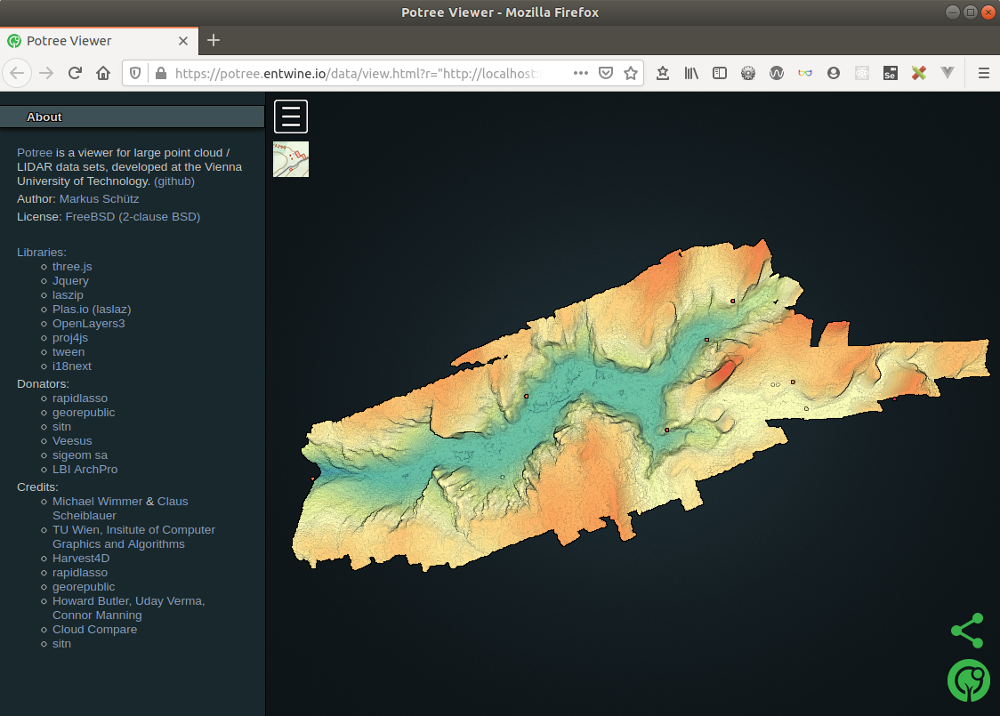 Potree Viewer - Mozilla Firefox
Potree Viewer
https://potree.entwine.io/data/view.html?r="http://localhost:
Se
About
Potree is a viewer for large point cloud /
LIDAR data sets, developed at the Vienna
University of Technology. (github)
Author: Markus Schütz
License: FreeBSD (2-clause BSD)
Libraries:
three.js
Jquery
laszip
Plas.io (laslaz)
OpenLayers3
proj4js
tween
i18next
Donators:
rapidlasso
georepublic
sitn
Veesus
sigeom sa
LBI ArchPro
Credits:
Michael Wimmer & Claus
Scheiblauer
TU Wien, Insitute of Computer
Graphics and Algorithms
Harvest4D
rapidlasso
georepublic
Howard Butler, Uday Verma,
Connor Manning
Cloud Compare
sitn